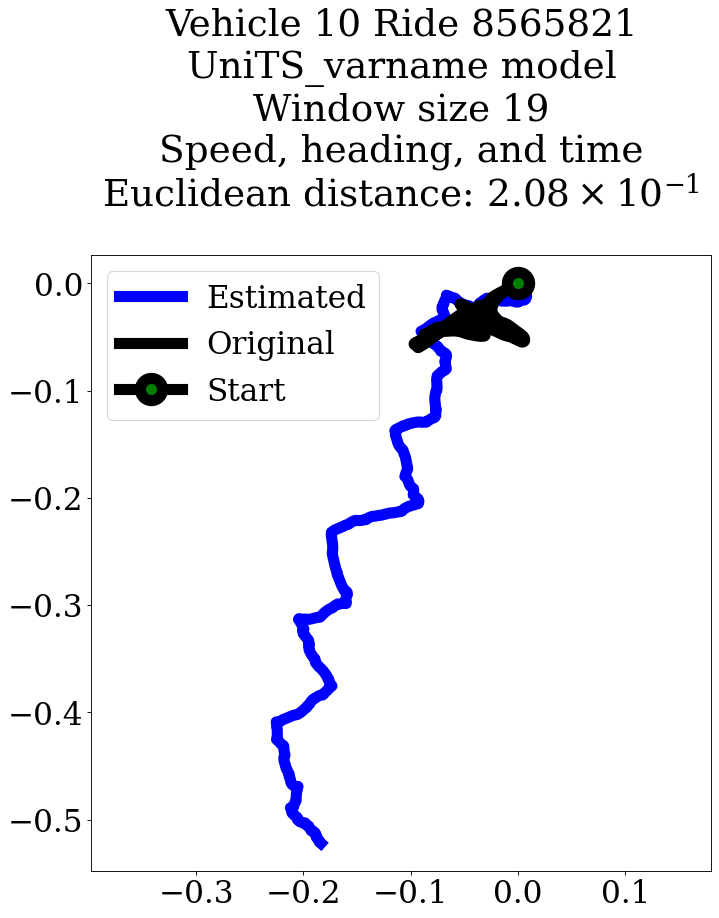 Vehicle 10 Ride 8565821
UniTS_varname model
Window size 19
Speed, heading, and time
Euclidean distance: 2.08 × 10⁻¹
Estimated
Original
Start
0.0
−0.1
−0.2
−0.3
−0.4
−0.5
−0.3 −0.2 −0.1 0.0 0.1